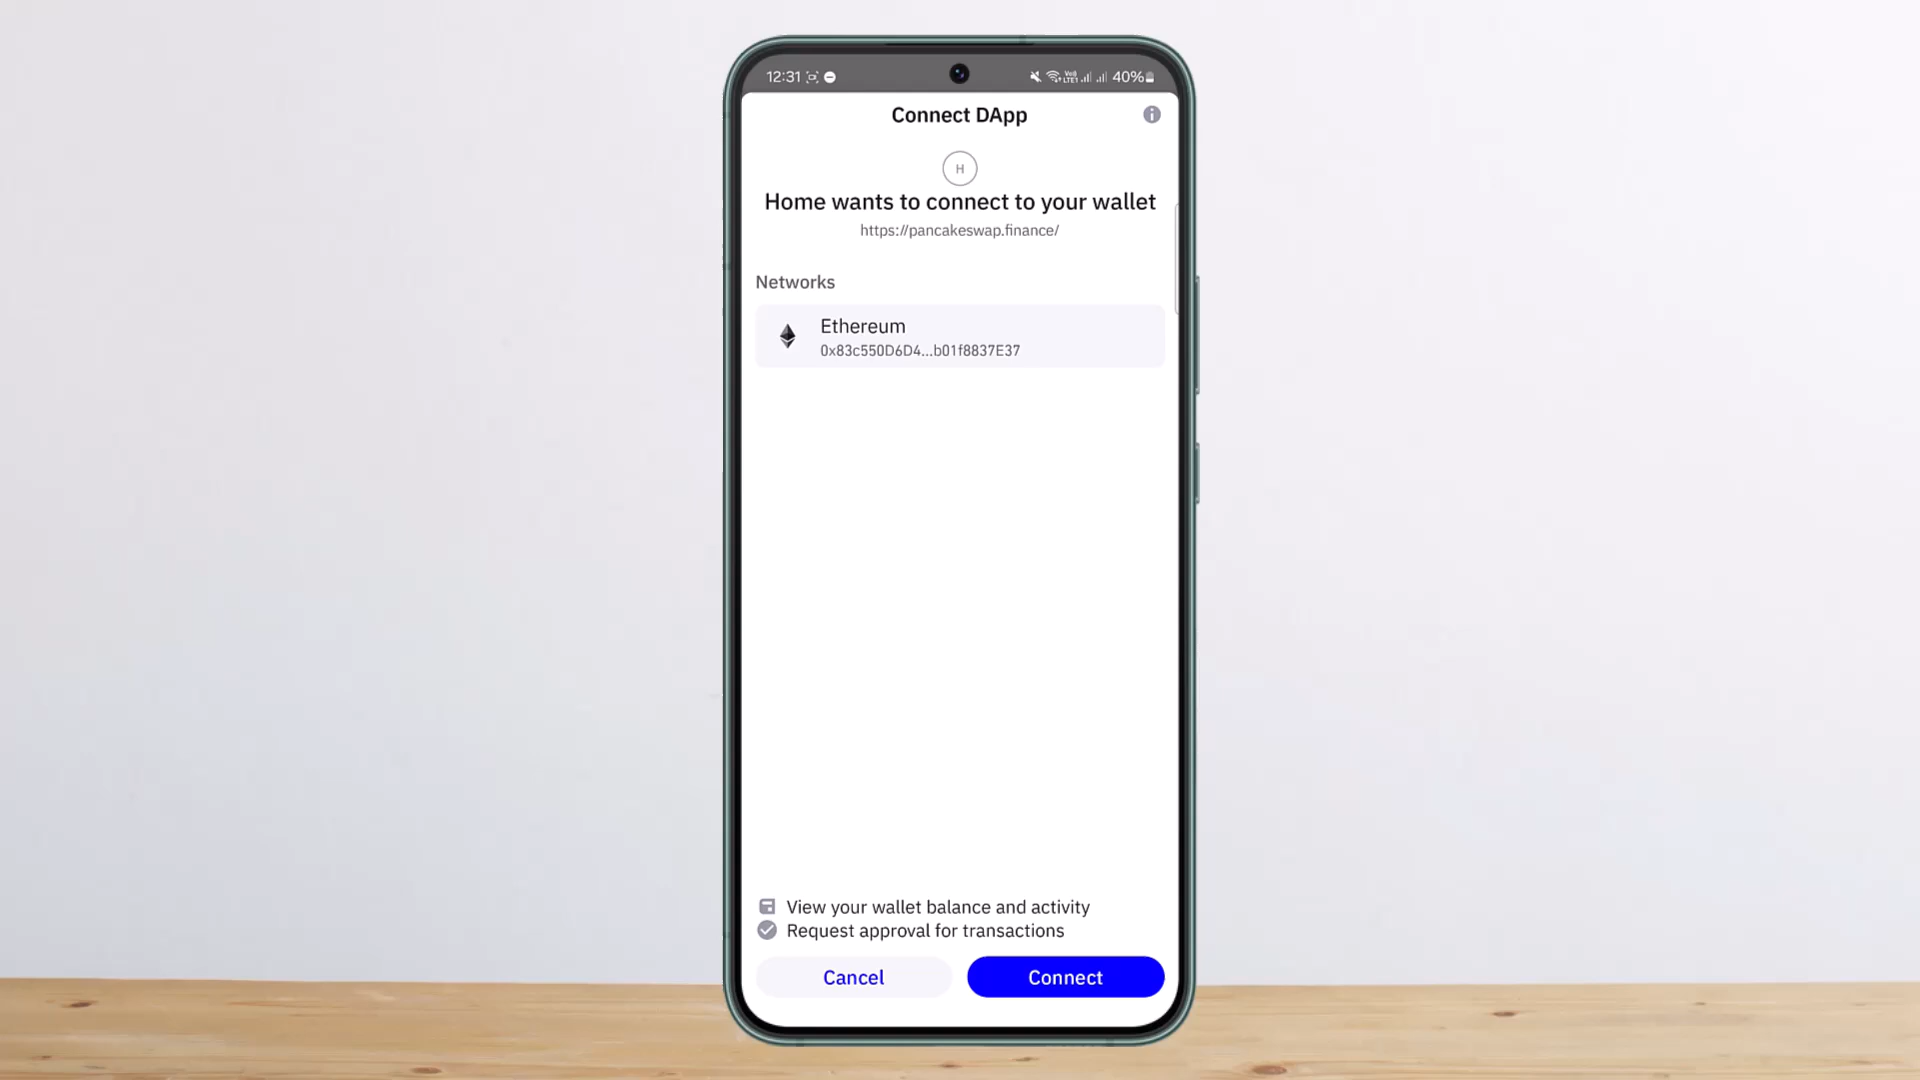 12:31 40%
Connect DApp
H
Home wants to connect to your wallet
https://pancakeswap.finance/
Networks
Ethereum
0x83c550D6D4...b01f8837E37
View your wallet balance and activity
Request approval for transactions
Cancel Connect